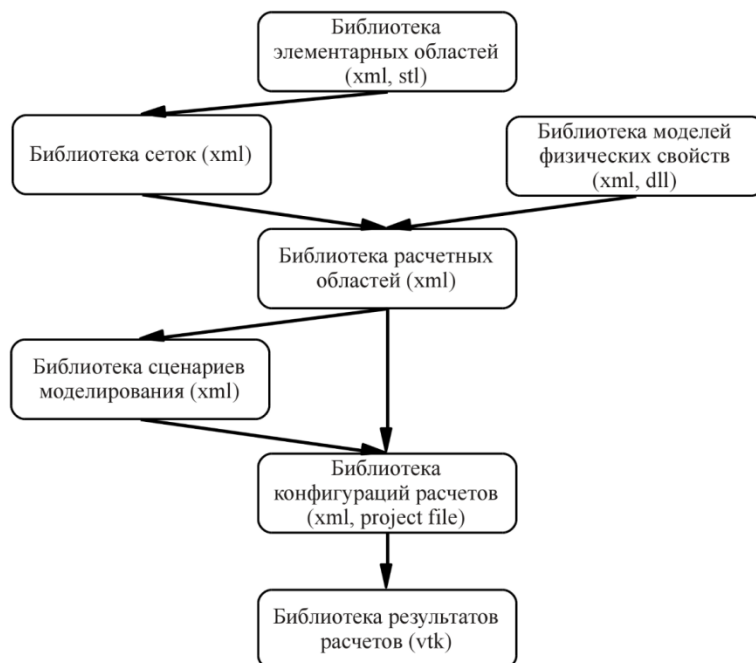 Библиотека
элементарных областей
(xml, stl)
Библиотека сеток (xml)
Библиотека моделей
физических свойств
(xml, dll)
Библиотека расчетных
областей (xml)
Библиотека сценариев
моделирования (xml)
Библиотека
конфигураций расчетов
(xml, project file)
Библиотека результатов
расчетов (vtk)